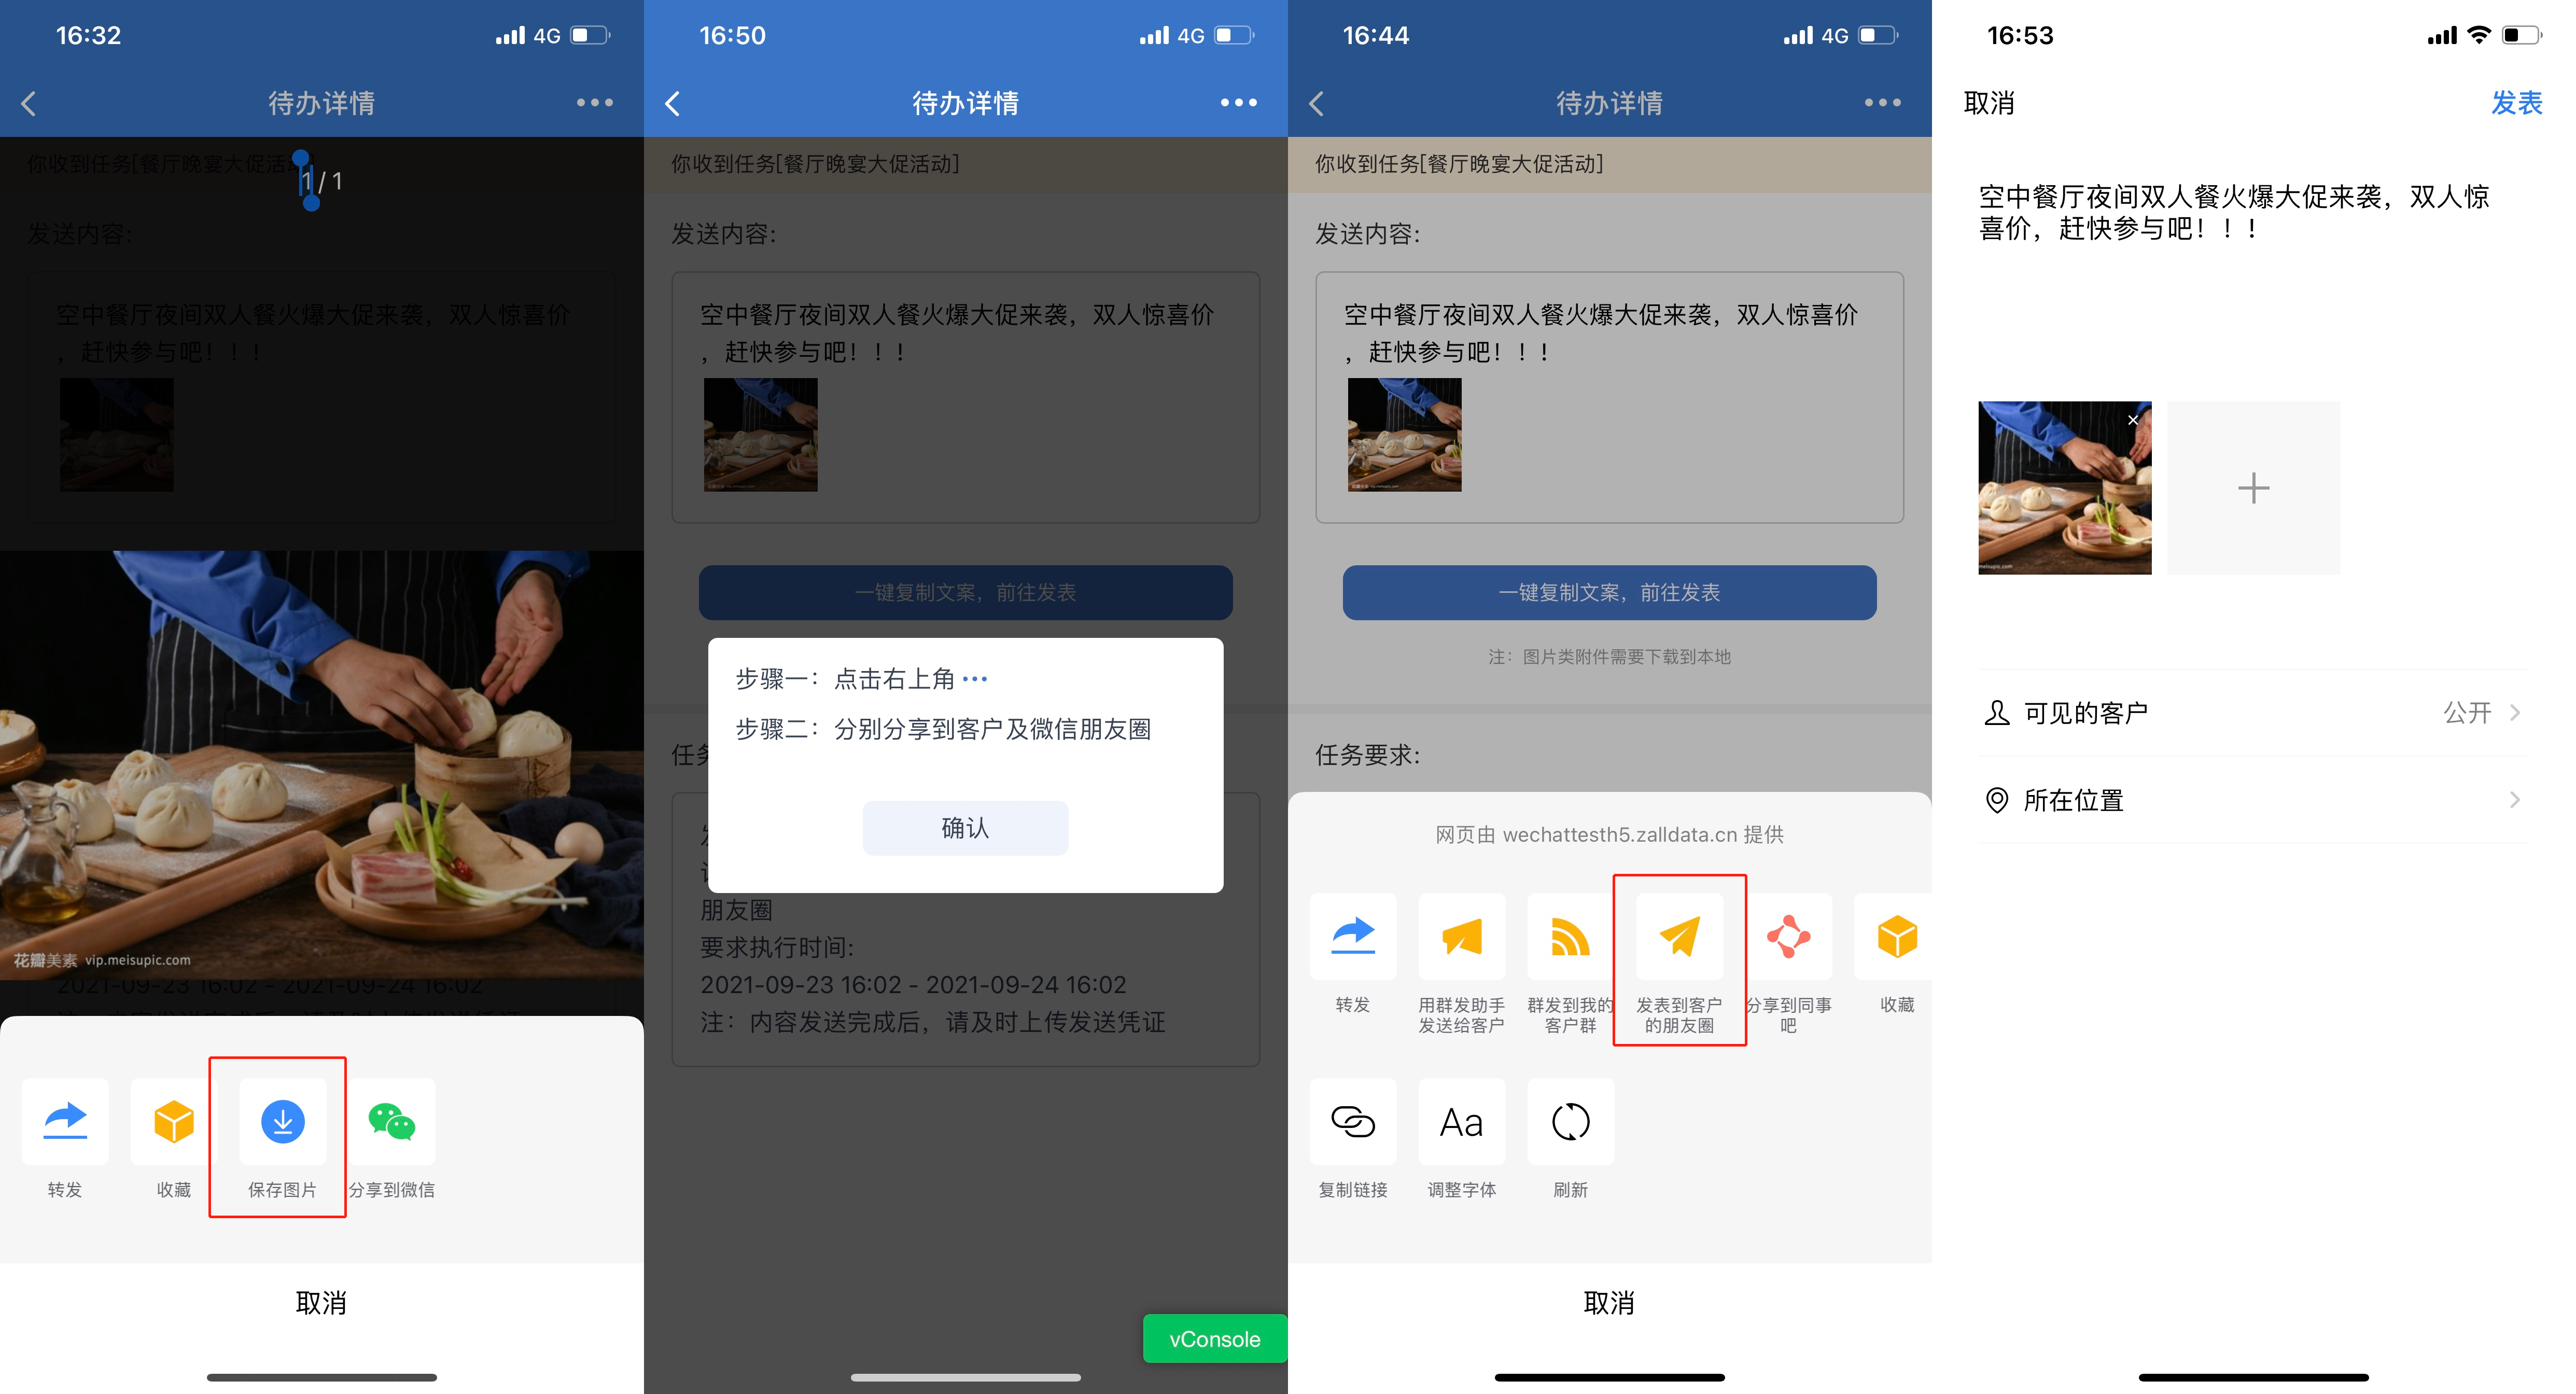 16:32
4G
待办详情
你收到任务[餐厅晚宴大促活动]
1 / 1
发送内容:
空中餐厅夜间双人餐火爆大促来袭，双人惊喜价
，赶快参与吧！！！
花瓣美素 vip.meisupic.com
2021-09-23 16:02 - 2021-09-24 16:02
转发
收藏
保存图片
分享到微信
取消
16:50
4G
待办详情
你收到任务[餐厅晚宴大促活动]
发送内容:
空中餐厅夜间双人餐火爆大促来袭，双人惊喜价
，赶快参与吧！！！
一键复制文案，前往发表
步骤一：点击右上角 •••
步骤二：分别分享到客户及微信朋友圈
确认
任务
朋友圈
要求执行时间:
2021-09-23 16:02 - 2021-09-24 16:02
注：内容发送完成后，请及时上传发送凭证
vConsole
16:44
4G
待办详情
你收到任务[餐厅晚宴大促活动]
发送内容:
空中餐厅夜间双人餐火爆大促来袭，双人惊喜价
，赶快参与吧！！！
一键复制文案，前往发表
注：图片类附件需要下载到本地
任务要求:
网页由 wechattesth5.zalldata.cn 提供
转发
用群发助手
发送给客户
群发到我的
客户群
发表到客户
的朋友圈
分享到同事
吧
收藏
复制链接
Aa
调整字体
刷新
取消
16:53
取消
发表
空中餐厅夜间双人餐火爆大促来袭，双人惊
喜价，赶快参与吧！！！
可见的客户
公开
所在位置